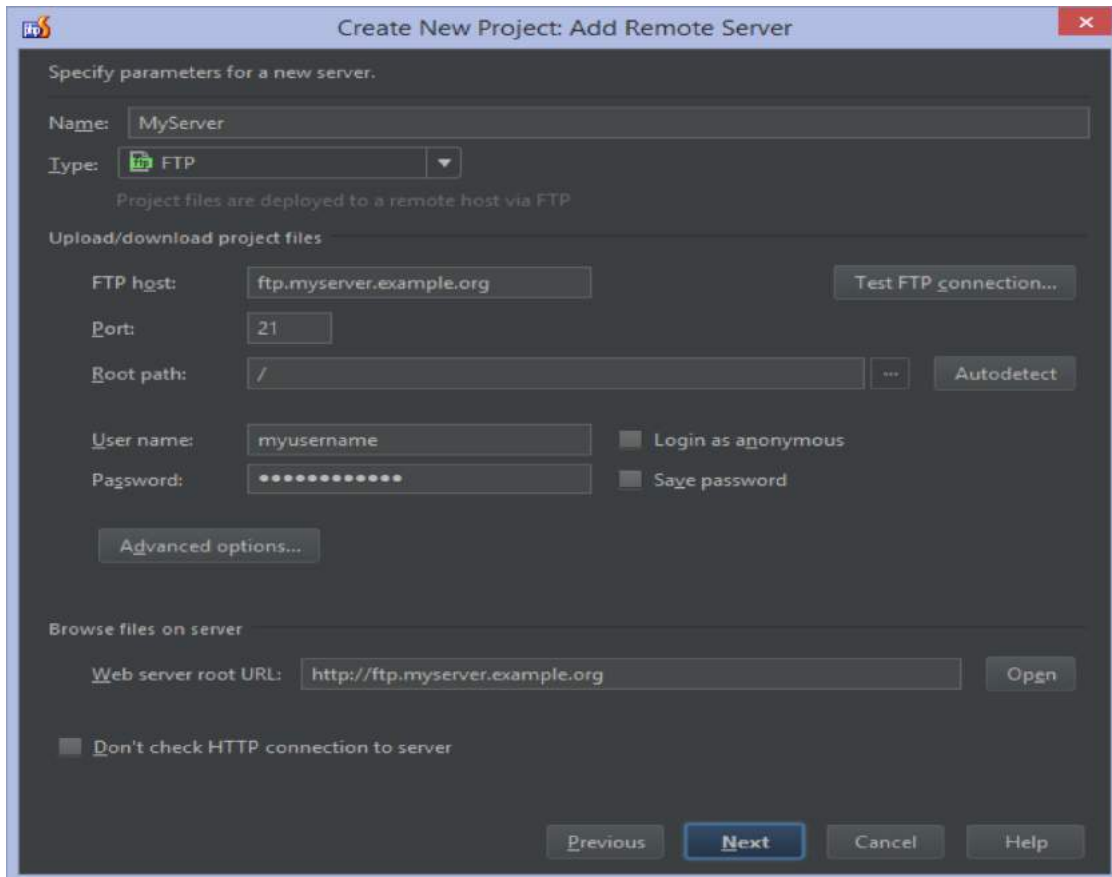 Create New Project: Add Remote Server
Specify parameters for a new server.
Name: MyServer
Type: FTP
Project files are deployed to a remote host via FTP
Upload/download project files
FTP host: ftp.myserver.example.org Test FTP connection...
Port: 21
Root path: / ... Autodetect
User name: myusername Login as anonymous
Password: •••••••••••• Save password
Advanced options...
Browse files on server
Web server root URL: http://ftp.myserver.example.org Open
Don't check HTTP connection to server
Previous Next Cancel Help